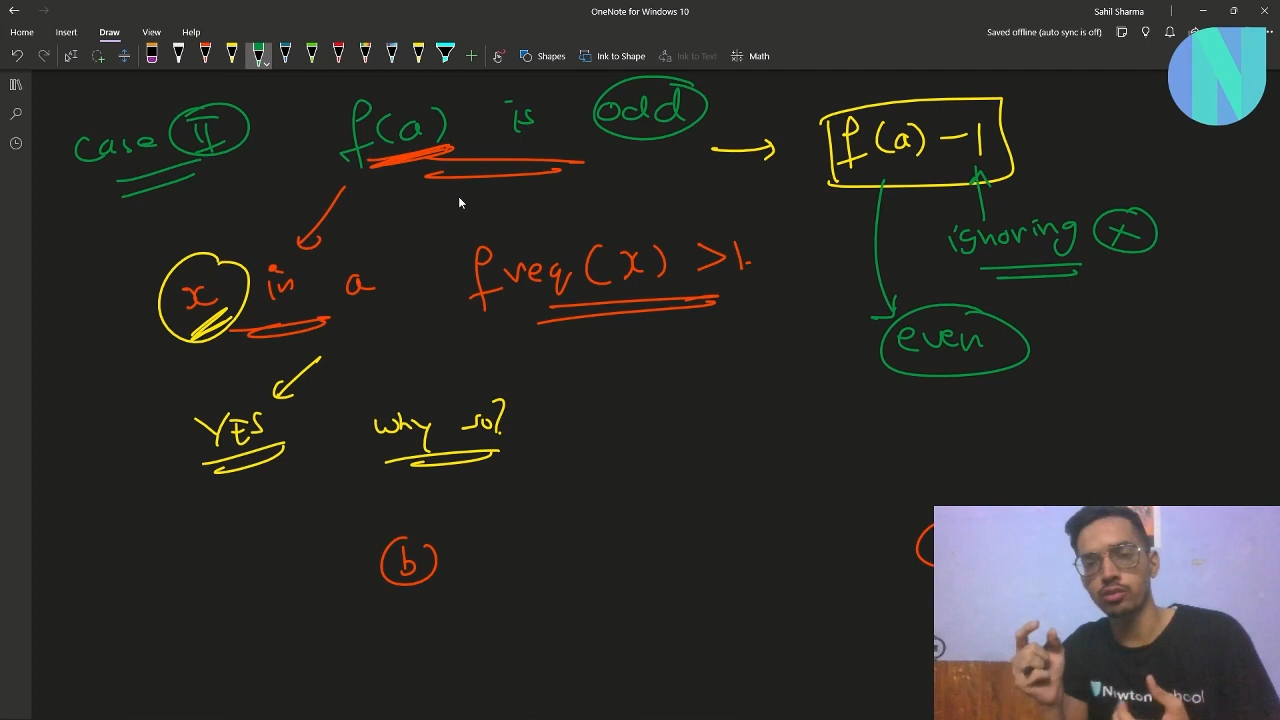 OneNote for Windows 10
Sahil Sharma
Home Insert Draw View Help
Saved offline (auto sync is off)
Shapes Ink to Shape Ink to Text Math
case II f(a) is odd → f(a) - 1
ignoring x
x in a freq(x) > 1.
even
YES why so?
b
Newton School